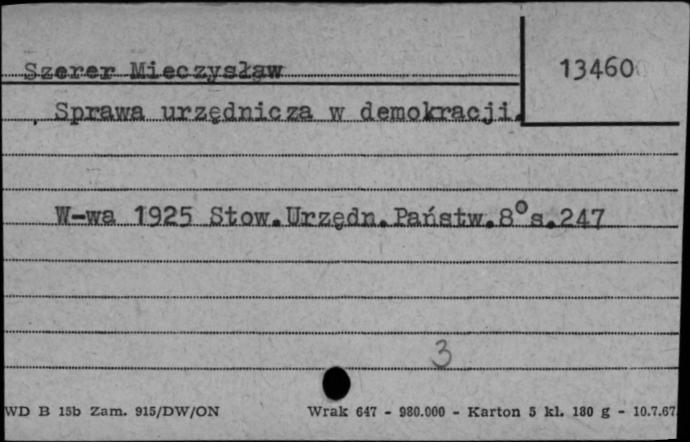 Szerer Mieczysław
13460
Sprawa urzędnicza w demokracji.
W-wa 1925 Stow.Urzędn.Państw.8°s.247
3
WD B 15b Zam. 915/DW/ON Wrak 647 - 980.000 - Karton 5 kl. 180 g - 10.7.67